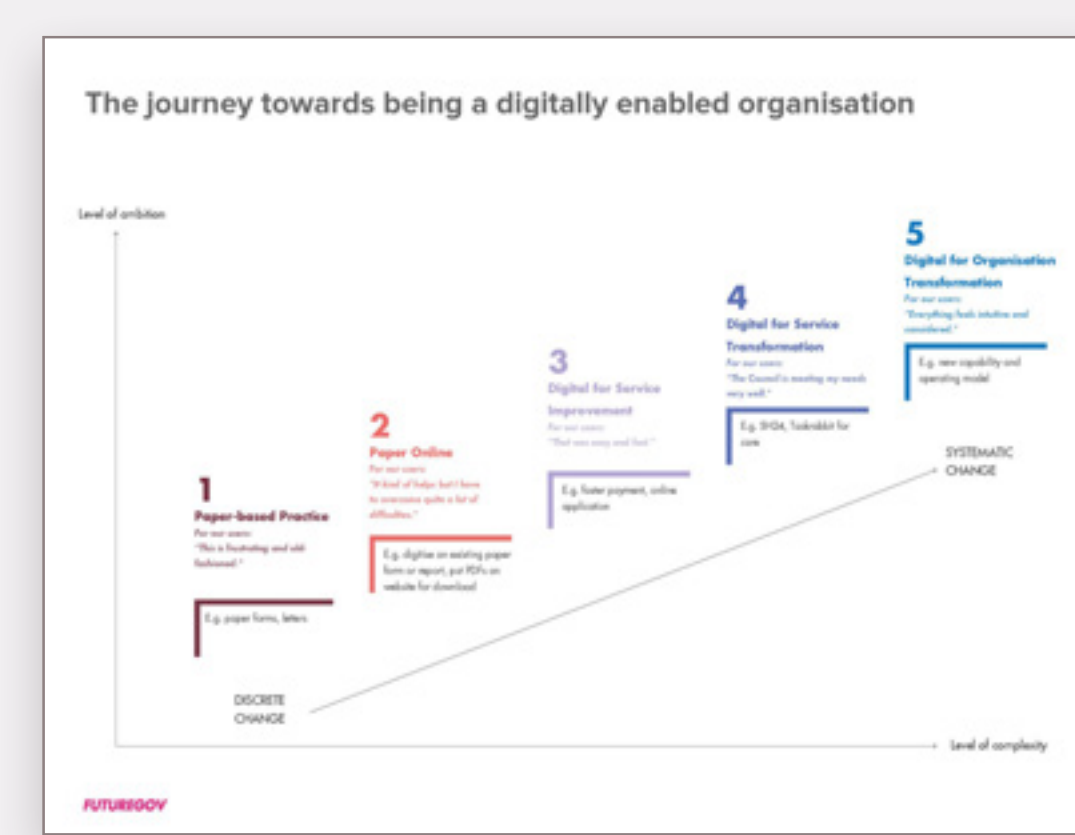 The journey towards being a digitally enabled organisation
Level of ambition
5
Digital for Organisation
Transformation
For our users:
"Everything feels intuitive and
considered."
E.g. new capability and
operating model
4
Digital for Service
Transformation
For our users:
"The Council is meeting my needs
very well."
E.g. SH24, Taskrabbit for
care
3
Digital for Service
Improvement
For our users:
"That was easy and fast"
E.g. faster payment, online
application
2
Paper Online
For our users:
"It kind of helps but I have
to overcome quite a lot of
difficulties."
E.g. digitise an existing paper
form or report, put PDFs on
website for download
1
Paper-based Practice
For our users:
"This is frustrating and old
fashioned."
E.g. paper forms, letters
SYSTEMATIC
CHANGE
DISCRETE
CHANGE
Level of complexity
FUTUREGOV